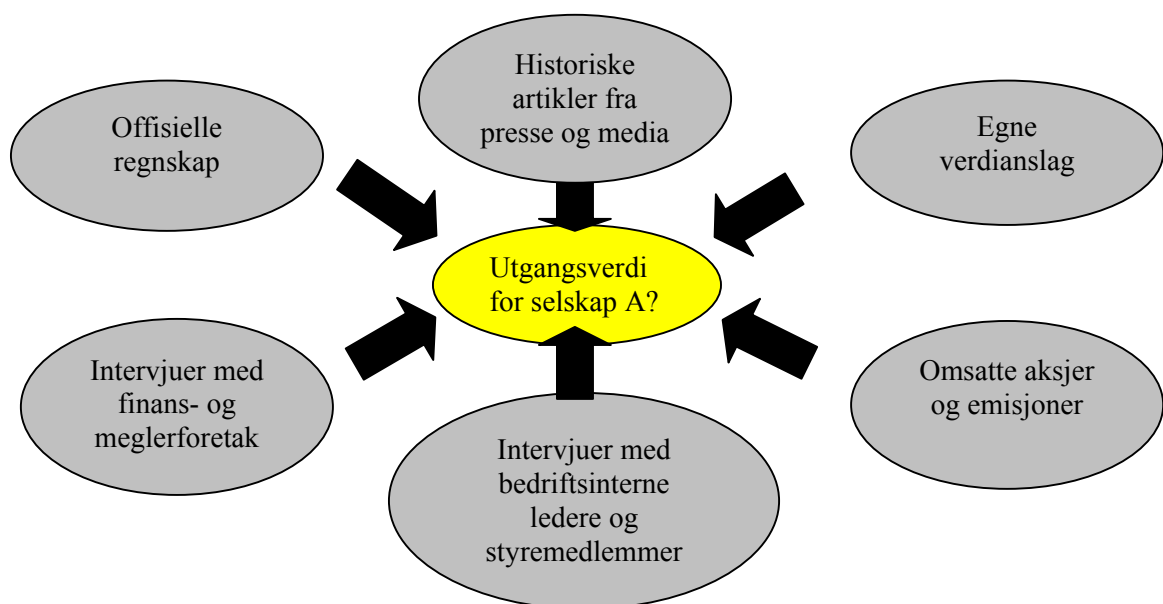 Historiske
artikler fra
presse og media
Offisielle
regnskap
Egne
verdianslag
Utgangsverdi
for selskap A?
Intervjuer med
finans- og
meglerforetak
Omsatte aksjer
og emisjoner
Intervjuer med
bedriftsinterne
ledere og
styremedlemmer